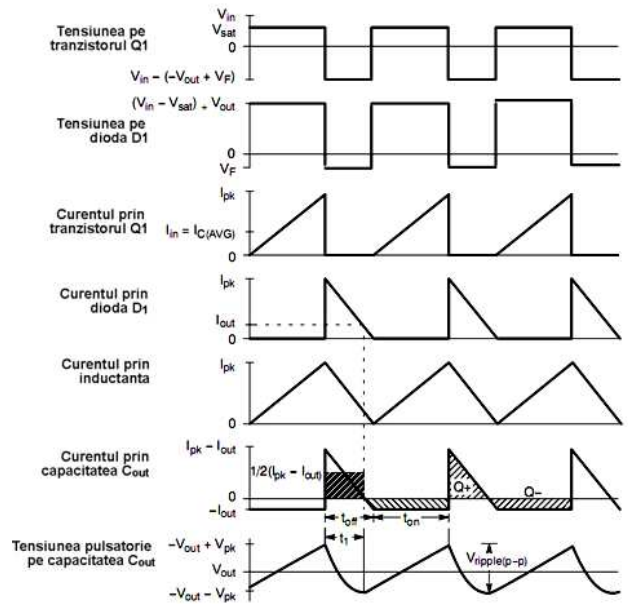 Tensiunea pe
tranzistorul Q1
Vin
Vsat
0
Vin – (–Vout + VF)
Tensiunea pe
dioda D1
(Vin – Vsat) + Vout
0
VF
Curentul prin
tranzistorul Q1
Ipk
Iin = IC(AVG)
0
Curentul prin
dioda D1
Ipk
Iout
0
Curentul prin
inductanta
Ipk
0
Curentul prin
capacitatea Cout
Ipk – Iout
1/2(Ipk – Iout)
0
–Iout
Q+
Q–
toff
ton
t1
Tensiunea pulsatorie
pe capacitatea Cout
–Vout + Vpk
Vout
–Vout – Vpk
Vripple(p–p)